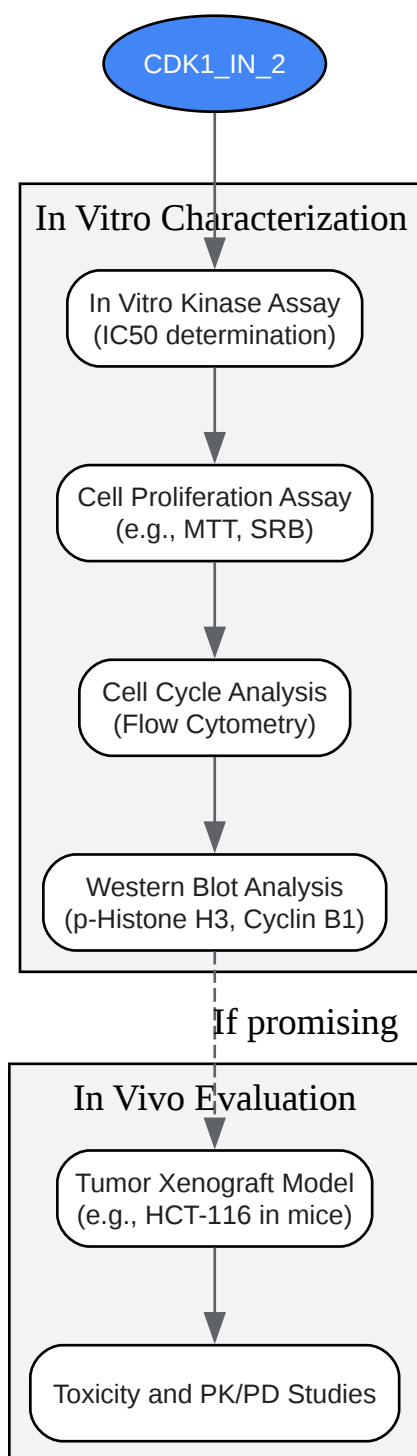 CDK1_IN_2
In Vitro Characterization
In Vitro Kinase Assay
(IC50 determination)
Cell Proliferation Assay
(e.g., MTT, SRB)
Cell Cycle Analysis
(Flow Cytometry)
Western Blot Analysis
(p-Histone H3, Cyclin B1)
If promising
In Vivo Evaluation
Tumor Xenograft Model
(e.g., HCT-116 in mice)
Toxicity and PK/PD Studies